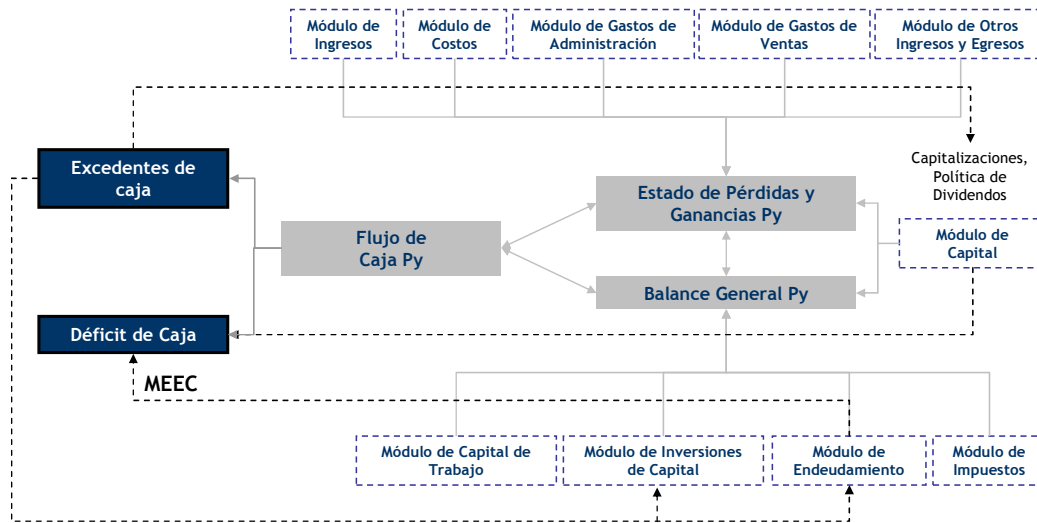 Módulo de
Ingresos
Módulo de
Costos
Módulo de Gastos de
Administración
Módulo de Gastos de
Ventas
Módulo de Otros
Ingresos y Egresos
Excedentes de
caja
Capitalizaciones,
Política de
Dividendos
Estado de Pérdidas y
Ganancias Py
Flujo de
Caja Py
Módulo de
Capital
Balance General Py
Déficit de Caja
MEEC
Módulo de Capital de
Trabajo
Módulo de Inversiones
de Capital
Módulo de
Endeudamiento
Módulo de
Impuestos